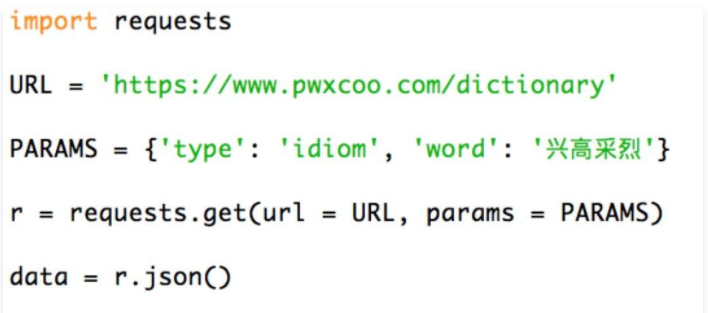 import requests
URL = 'https://www.pwxcoo.com/dictionary'
PARAMS = {'type': 'idiom', 'word': '兴高采烈'}
r = requests.get(url = URL, params = PARAMS)
data = r.json()